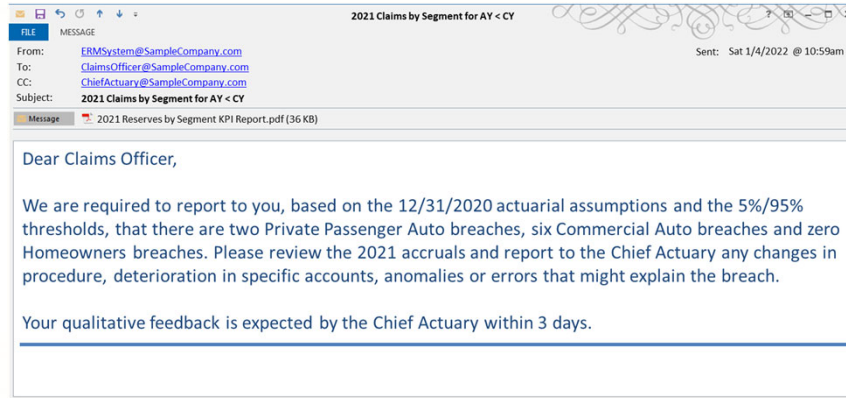 2021 Claims by Segment for AY < CY
FILE MESSAGE
From: ERMSystem@SampleCompany.com Sent: Sat 1/4/2022 @ 10:59am
To: ClaimsOfficer@SampleCompany.com
CC: ChiefActuary@SampleCompany.com
Subject: 2021 Claims by Segment for AY < CY
Message 2021 Reserves by Segment KPI Report.pdf (36 KB)
Dear Claims Officer,
We are required to report to you, based on the 12/31/2020 actuarial assumptions and the 5%/95%
thresholds, that there are two Private Passenger Auto breaches, six Commercial Auto breaches and zero
Homeowners breaches. Please review the 2021 accruals and report to the Chief Actuary any changes in
procedure, deterioration in specific accounts, anomalies or errors that might explain the breach.
Your qualitative feedback is expected by the Chief Actuary within 3 days.